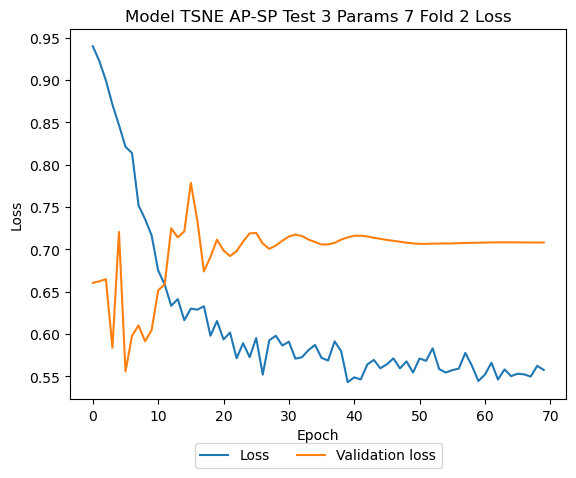 Model TSNE AP-SP Test 3 Params 7 Fold 2 Loss
0.95
0.90
0.85
0.80
0.75
0.70
0.65
0.60
0.55
Loss
0 10 20 30 40 50 60 70
Epoch
Loss Validation loss